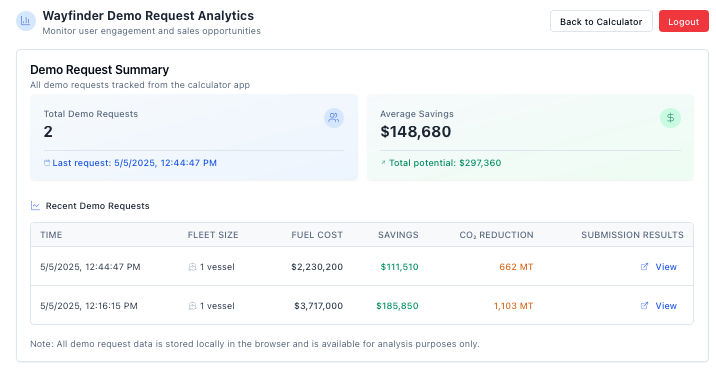 Wayfinder Demo Request Analytics
Monitor user engagement and sales opportunities
Back to Calculator
Logout
Demo Request Summary
All demo requests tracked from the calculator app
Total Demo Requests
2
Last request: 5/5/2025, 12:44:47 PM
Average Savings
$148,680
Total potential: $297,360
Recent Demo Requests
TIME FLEET SIZE FUEL COST SAVINGS CO₂ REDUCTION SUBMISSION RESULTS
5/5/2025, 12:44:47 PM 1 vessel $2,230,200 $111,510 662 MT View
5/5/2025, 12:16:15 PM 1 vessel $3,717,000 $185,850 1,103 MT View
Note: All demo request data is stored locally in the browser and is available for analysis purposes only.